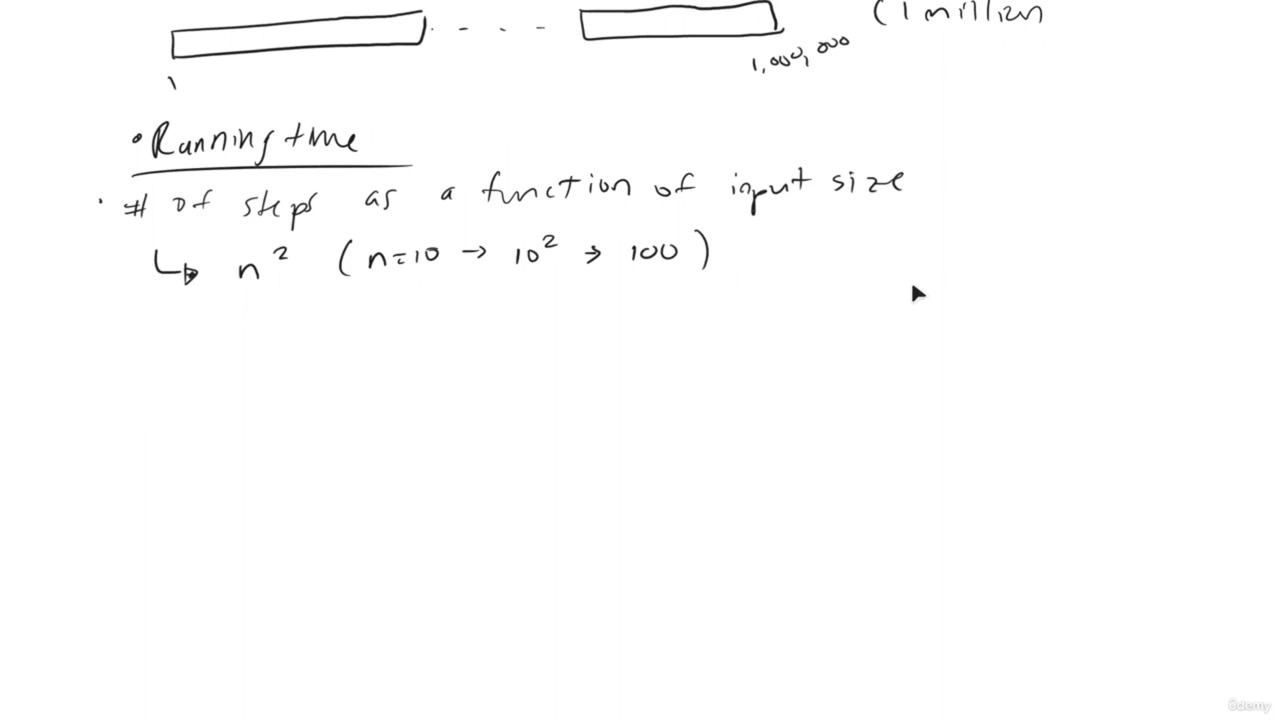 (1 million
1,000,000
1
• Running time
• # of steps as a function of input size
↳ n² (n=10 → 10² → 100)
ûdemy